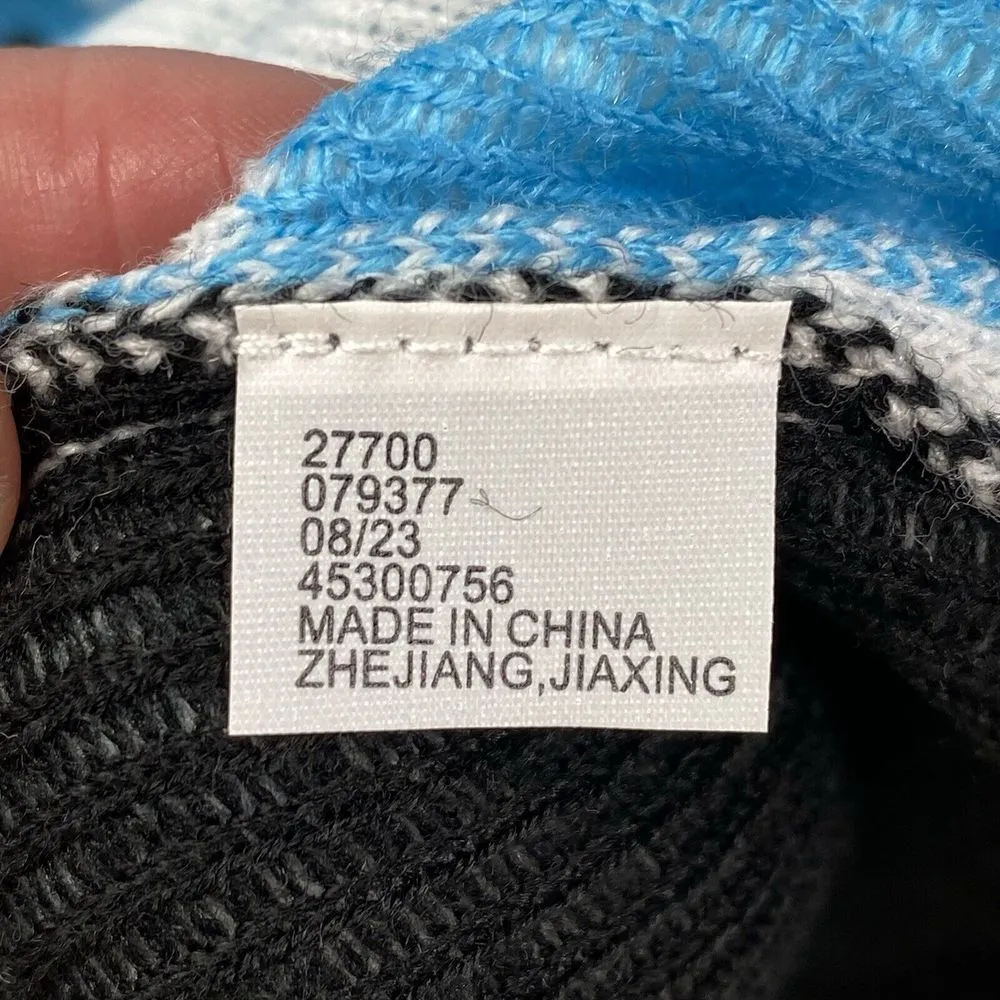 27700
079377
08/23
45300756
MADE IN CHINA
ZHEJIANG,JIAXING